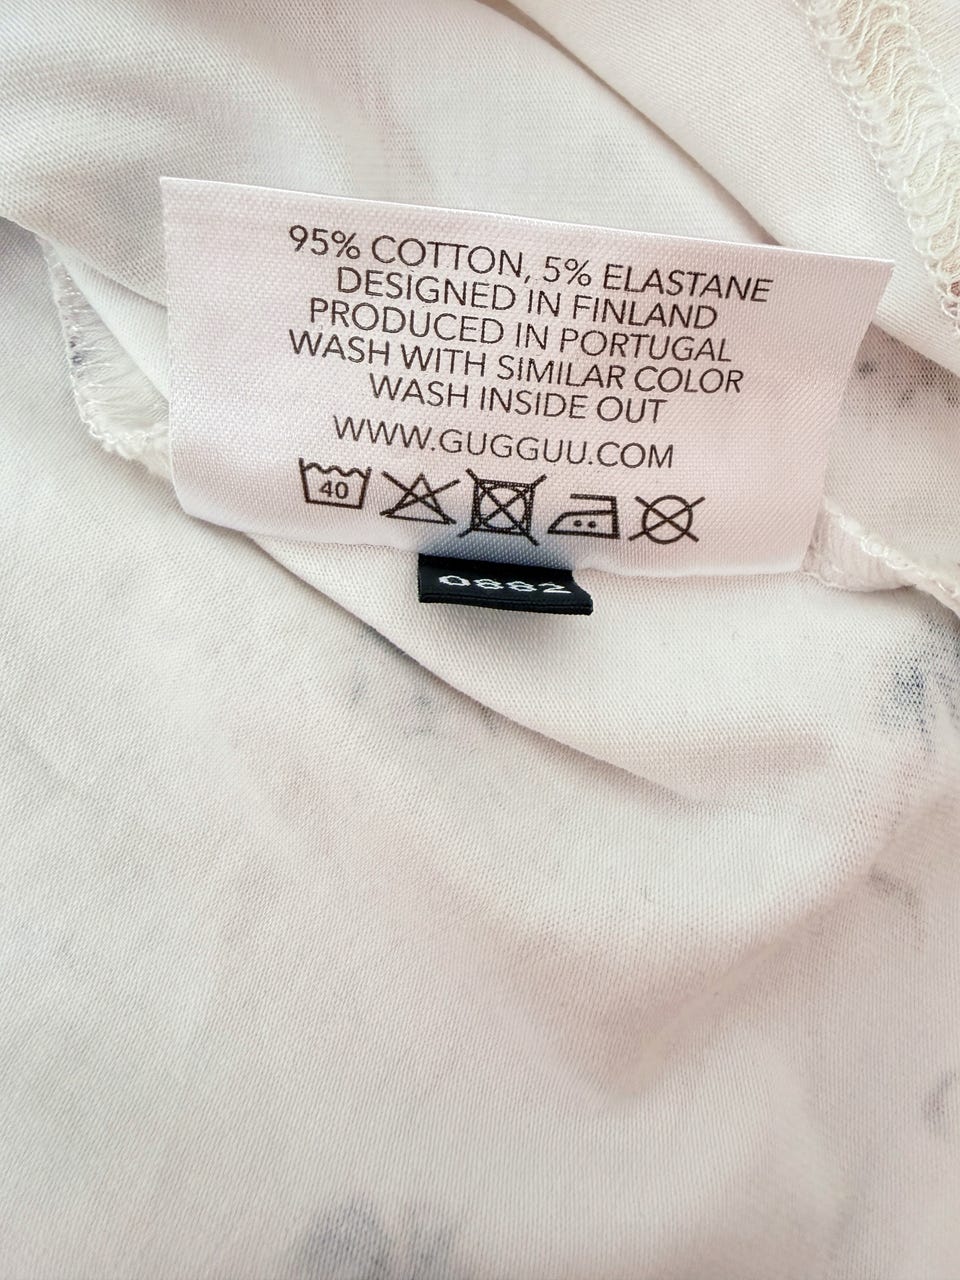 95% COTTON, 5% ELASTANE
DESIGNED IN FINLAND
PRODUCED IN PORTUGAL
WASH WITH SIMILAR COLOR
WASH INSIDE OUT
WWW.GUGGUU.COM
40
0882